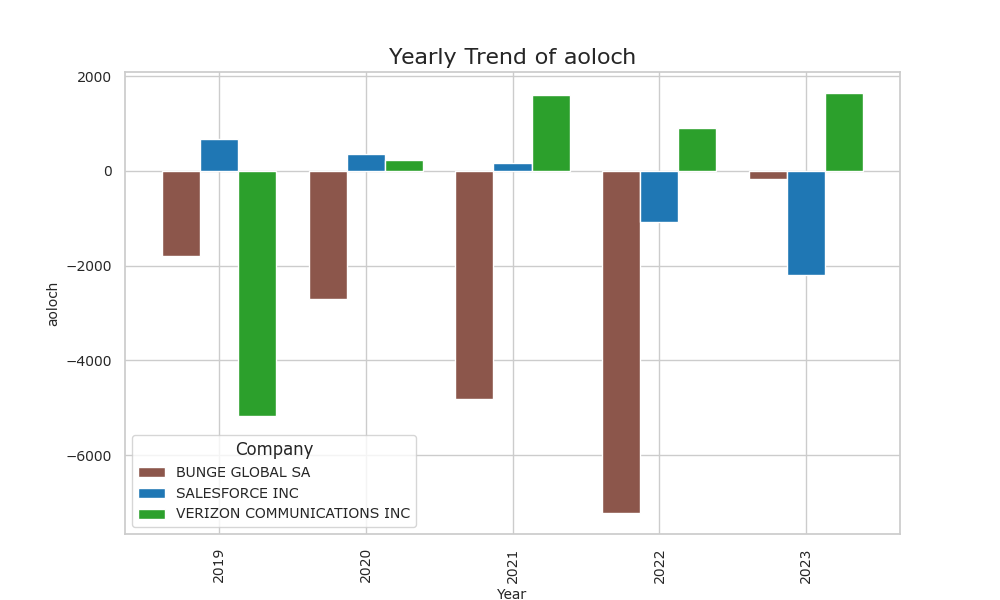 Yearly Trend of aoloch
2000
0
−2000
−4000
−6000
aoloch
Company
BUNGE GLOBAL SA
SALESFORCE INC
VERIZON COMMUNICATIONS INC
2019
2020
2021
2022
2023
Year